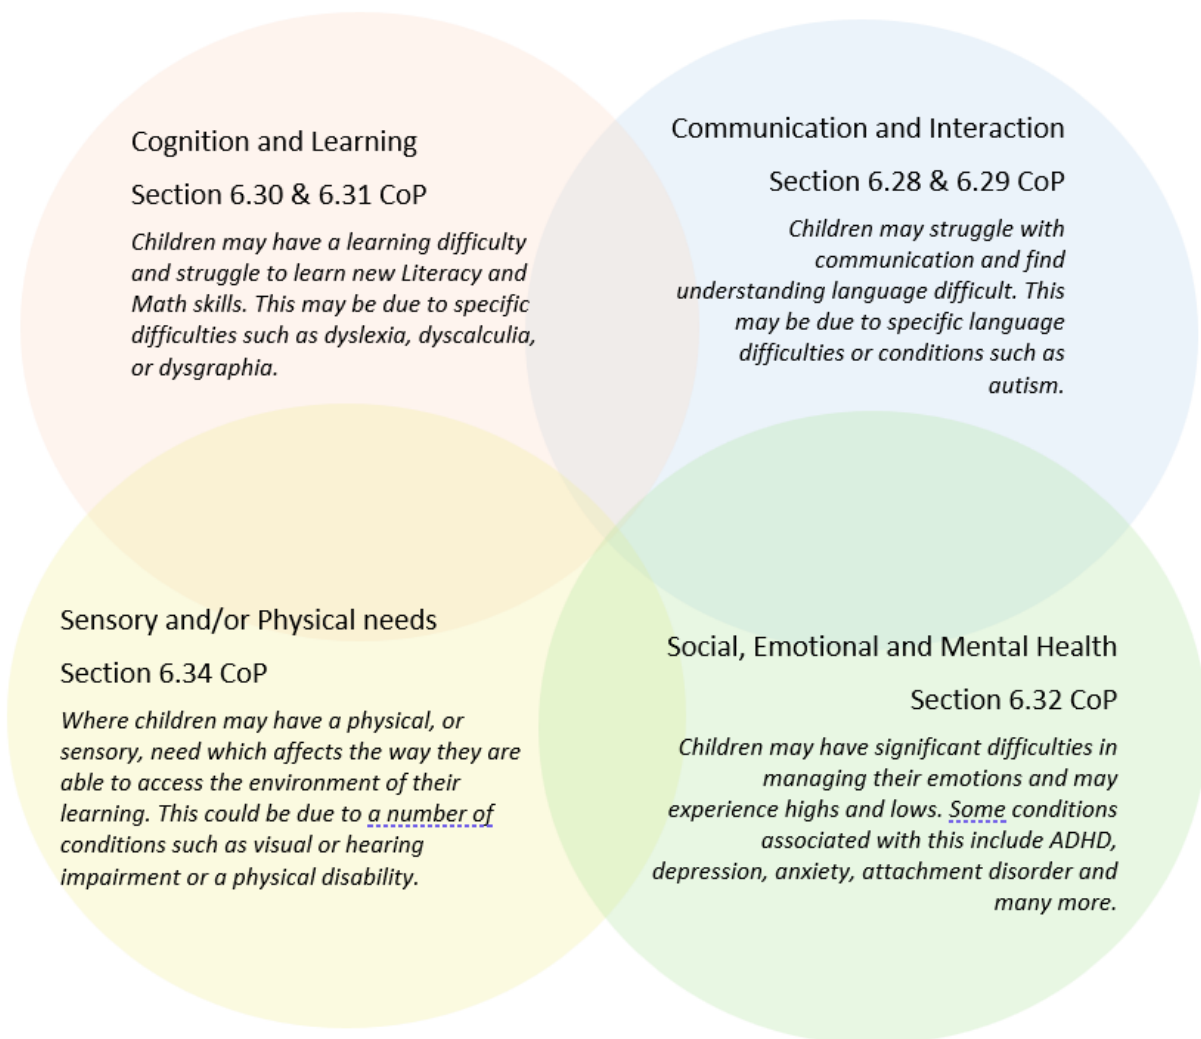 Cognition and Learning
Section 6.30 & 6.31 CoP
Children may have a learning difficulty
and struggle to learn new Literacy and
Math skills. This may be due to specific
difficulties such as dyslexia, dyscalculia,
or dysgraphia.
Communication and Interaction
Section 6.28 & 6.29 CoP
Children may struggle with
communication and find
understanding language difficult. This
may be due to specific language
difficulties or conditions such as
autism.
Sensory and/or Physical needs
Section 6.34 CoP
Where children may have a physical, or
sensory, need which affects the way they are
able to access the environment of their
learning. This could be due to a number of
conditions such as visual or hearing
impairment or a physical disability.
Social, Emotional and Mental Health
Section 6.32 CoP
Children may have significant difficulties in
managing their emotions and may
experience highs and lows. Some conditions
associated with this include ADHD,
depression, anxiety, attachment disorder and
many more.